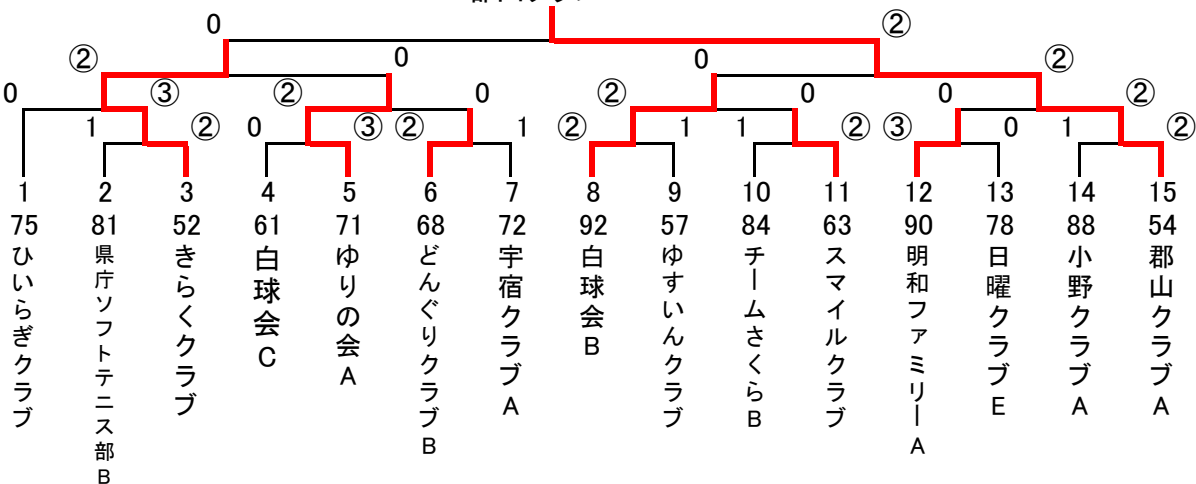 0 ②
② 0 0 ②
0 ③ ② 0 ② 0 0 ②
1 ② 0 ③ ② 1 ② 1 1 ② ③ 0 1 ②
1 2 3 4 5 6 7 8 9 10 11 12 13 14 15
75 81 52 61 71 68 72 92 57 84 63 90 78 88 54
ひいらぎクラブ
県庁ソフトテニス部B
きらくクラブ
白球会C
ゆりの会A
どんぐりクラブB
宇宿クラブA
白球会B
ゆすいんクラブ
チームさくらB
スマイルクラブ
明和ファミリーA
日曜クラブE
小野クラブA
郡山クラブA